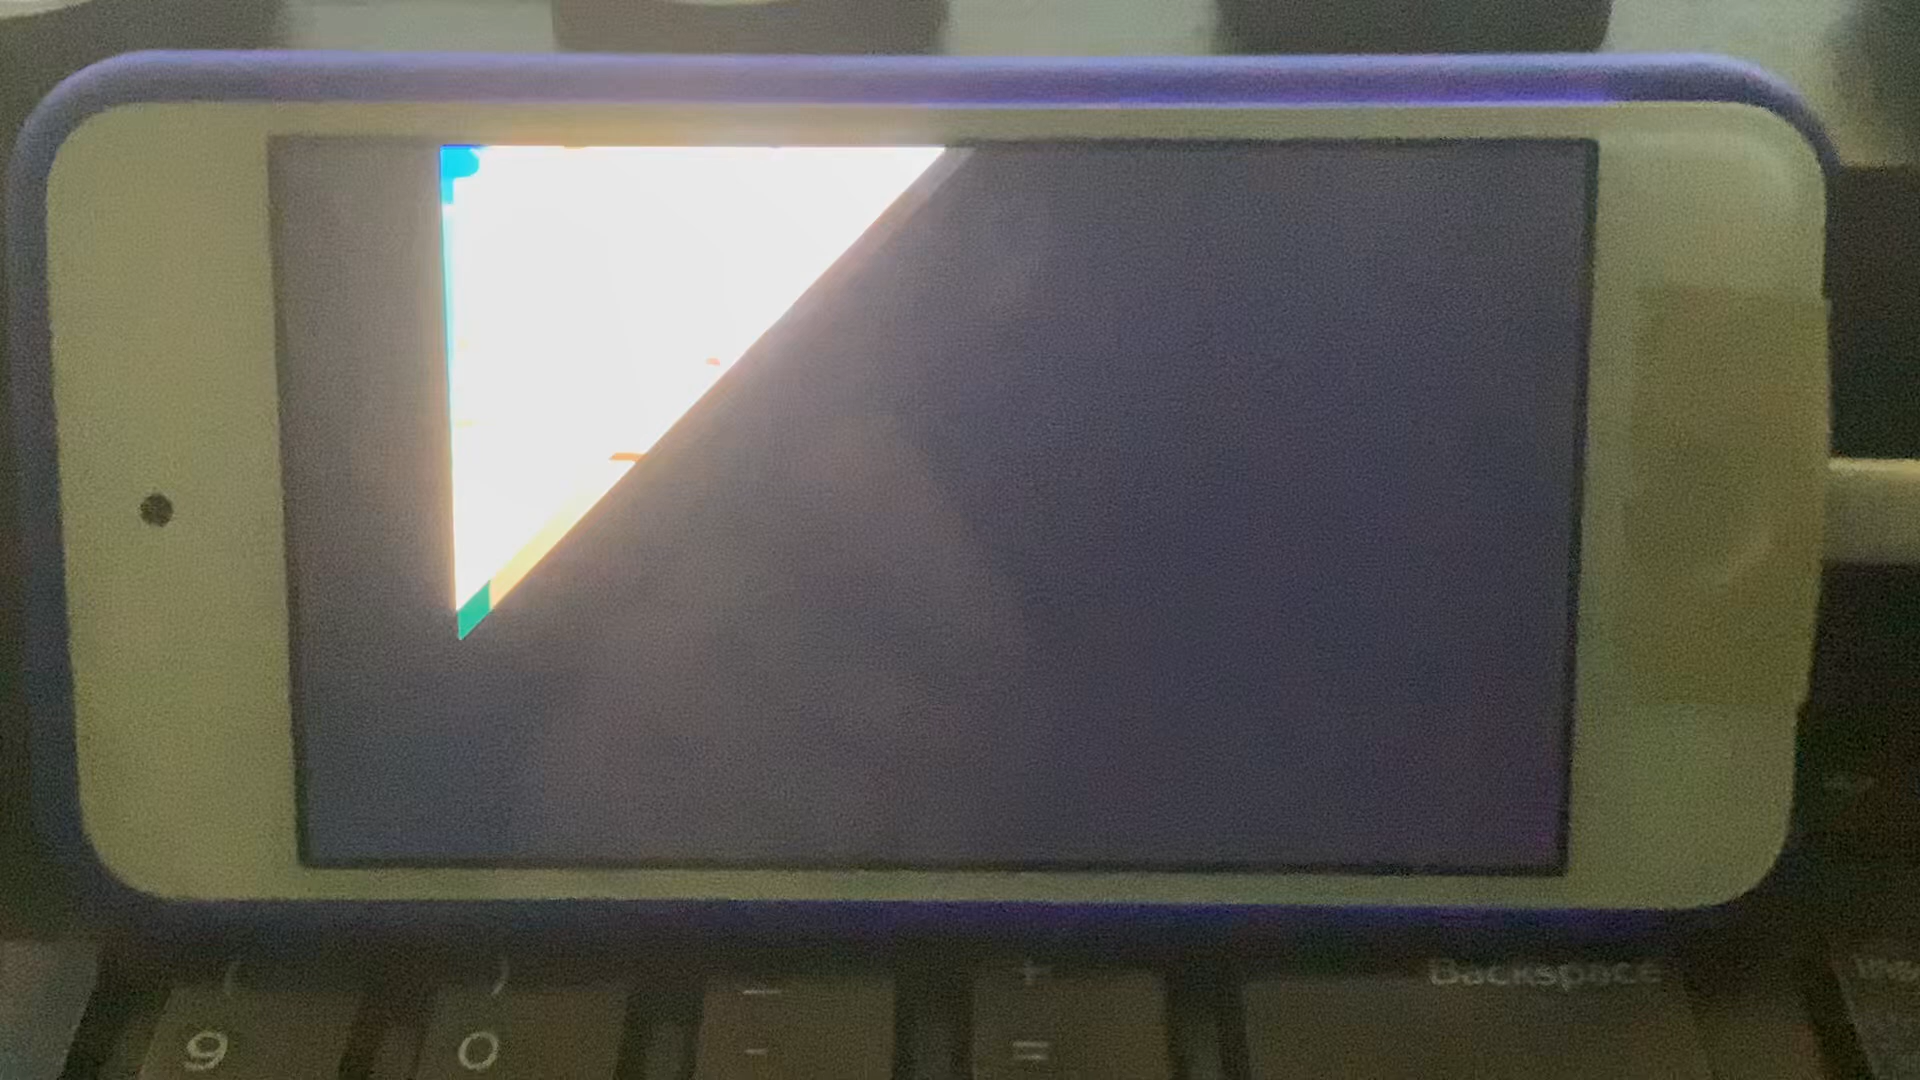 ( ) _ + Backspace
9 0 - =